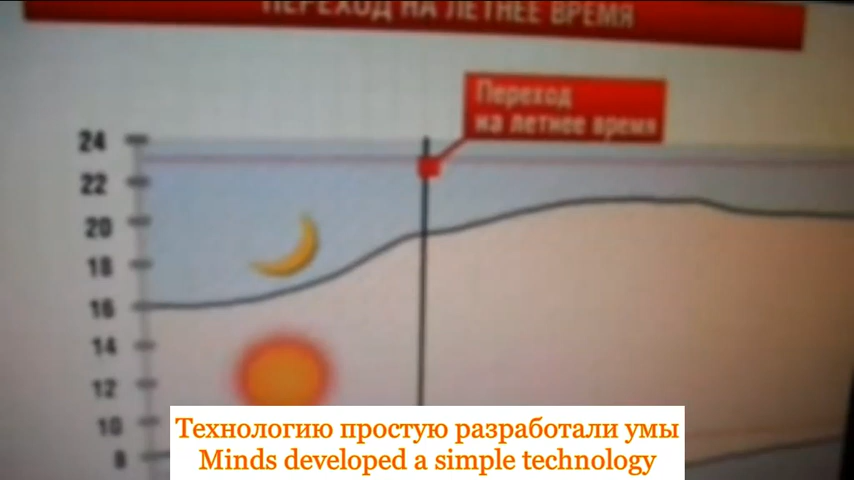 ПЕРЕХОД НА ЛЕТНЕЕ ВРЕМЯ
Переход
на летнее время
24
22
20
18
16
14
12
10
8
Технологию простую разработали умы
Minds developed a simple technology